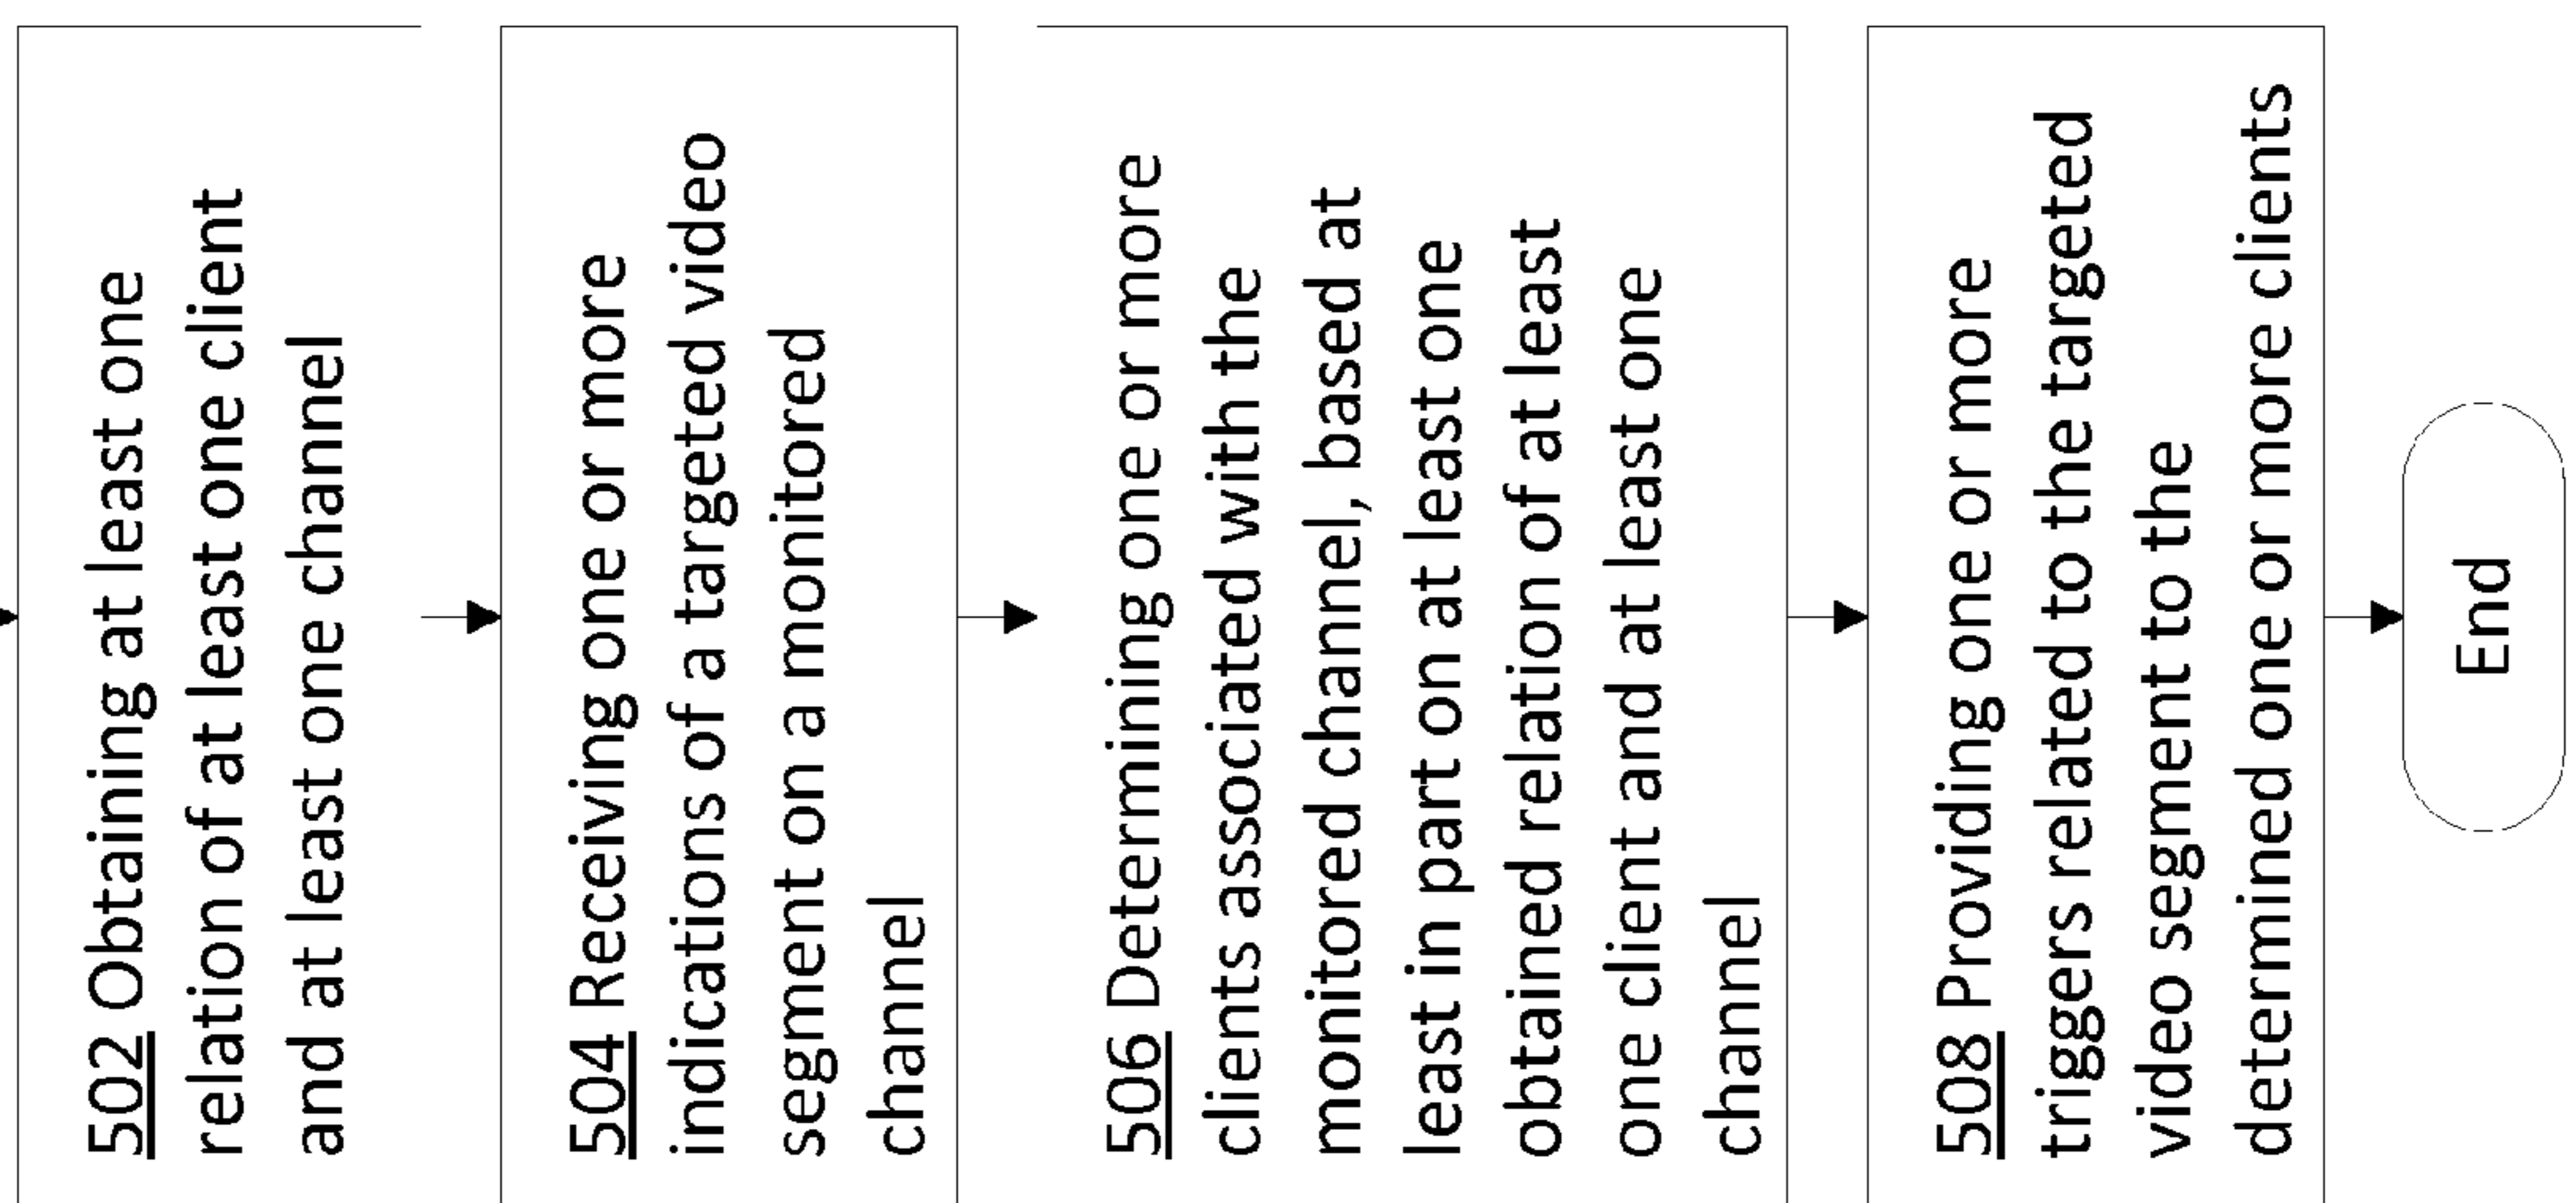 502 Obtaining at least one
relation of at least one client
and at least one channel
504 Receiving one or more
indications of a targeted video
segment on a monitored
channel
506 Determining one or more
clients associated with the
monitored channel, based at
least in part on at least one
obtained relation of at least
one client and at least one
channel
508 Providing one or more
triggers related to the targeted
video segment to the
determined one or more clients
End